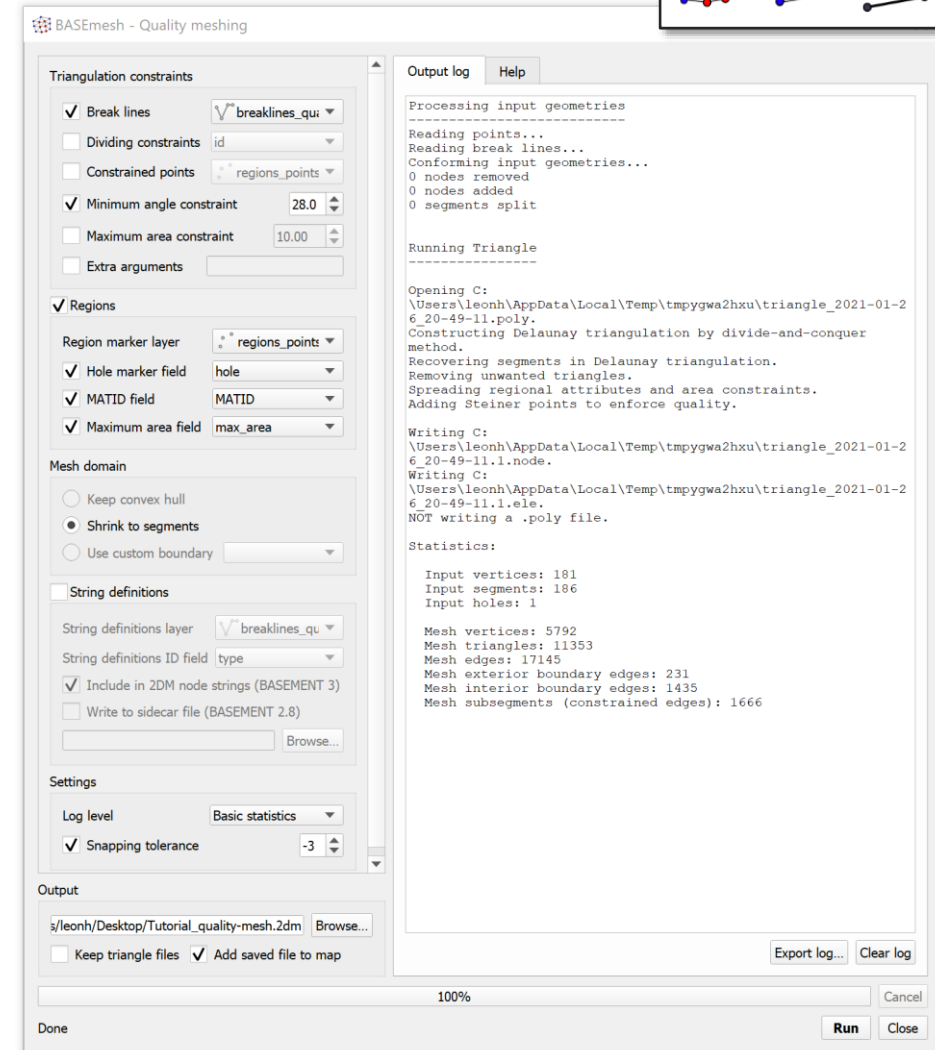 BASEmesh - Quality meshing
Triangulation constraints
Break lines
breaklines_qua
Dividing constraints
id
Constrained points
regions_points
Minimum angle constraint
28.0
Maximum area constraint
10.00
Extra arguments
Regions
Region marker layer
regions_points
Hole marker field
hole
MATID field
MATID
Maximum area field
max_area
Mesh domain
Keep convex hull
Shrink to segments
Use custom boundary
String definitions
String definitions layer
breaklines_qu
String definitions ID field
type
Include in 2DM node strings (BASEMENT 3)
Write to sidecar file (BASEMENT 2.8)
Browse...
Settings
Log level
Basic statistics
Snapping tolerance
-3
Output
s/leonh/Desktop/Tutorial_quality-mesh.2dm
Browse...
Keep triangle files
Add saved file to map
Output log
Help
Processing input geometries
---------------------------
Reading points...
Reading break lines...
Conforming input geometries...
0 nodes removed
0 nodes added
0 segments split
Running Triangle
----------------
Opening C:
\Users\leonh\AppData\Local\Temp\tmpygwa2hxu\triangle_2021-01-2
6_20-49-11.poly.
Constructing Delaunay triangulation by divide-and-conquer
method.
Recovering segments in Delaunay triangulation.
Removing unwanted triangles.
Spreading regional attributes and area constraints.
Adding Steiner points to enforce quality.
Writing C:
\Users\leonh\AppData\Local\Temp\tmpygwa2hxu\triangle_2021-01-2
6_20-49-11.1.node.
Writing C:
\Users\leonh\AppData\Local\Temp\tmpygwa2hxu\triangle_2021-01-2
6_20-49-11.1.ele.
NOT writing a .poly file.
Statistics:
Input vertices: 181
Input segments: 186
Input holes: 1
Mesh vertices: 5792
Mesh triangles: 11353
Mesh edges: 17145
Mesh exterior boundary edges: 231
Mesh interior boundary edges: 1435
Mesh subsegments (constrained edges): 1666
Export log...
Clear log
100%
Cancel
Done
Run
Close